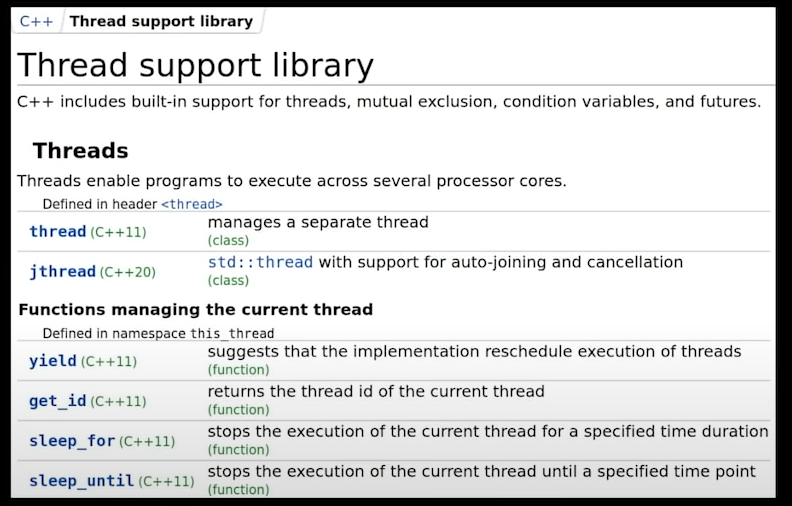 C++ Thread support library
Thread support library
C++ includes built-in support for threads, mutual exclusion, condition variables, and futures.
Threads
Threads enable programs to execute across several processor cores.
Defined in header <thread>
thread (C++11) manages a separate thread
(class)
jthread (C++20) std::thread with support for auto-joining and cancellation
(class)
Functions managing the current thread
Defined in namespace this_thread
yield (C++11) suggests that the implementation reschedule execution of threads
(function)
get_id (C++11) returns the thread id of the current thread
(function)
sleep_for (C++11) stops the execution of the current thread for a specified time duration
(function)
sleep_until (C++11) stops the execution of the current thread until a specified time point
(function)